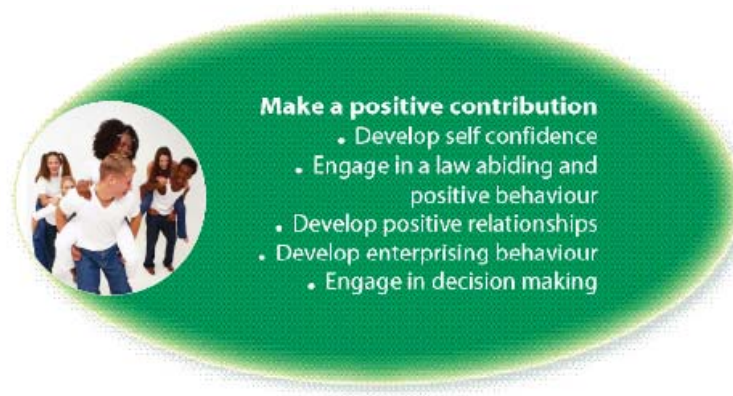 Make a positive contribution
• Develop self confidence
• Engage in a law abiding and
positive behaviour
• Develop positive relationships
• Develop enterprising behaviour
• Engage in decision making